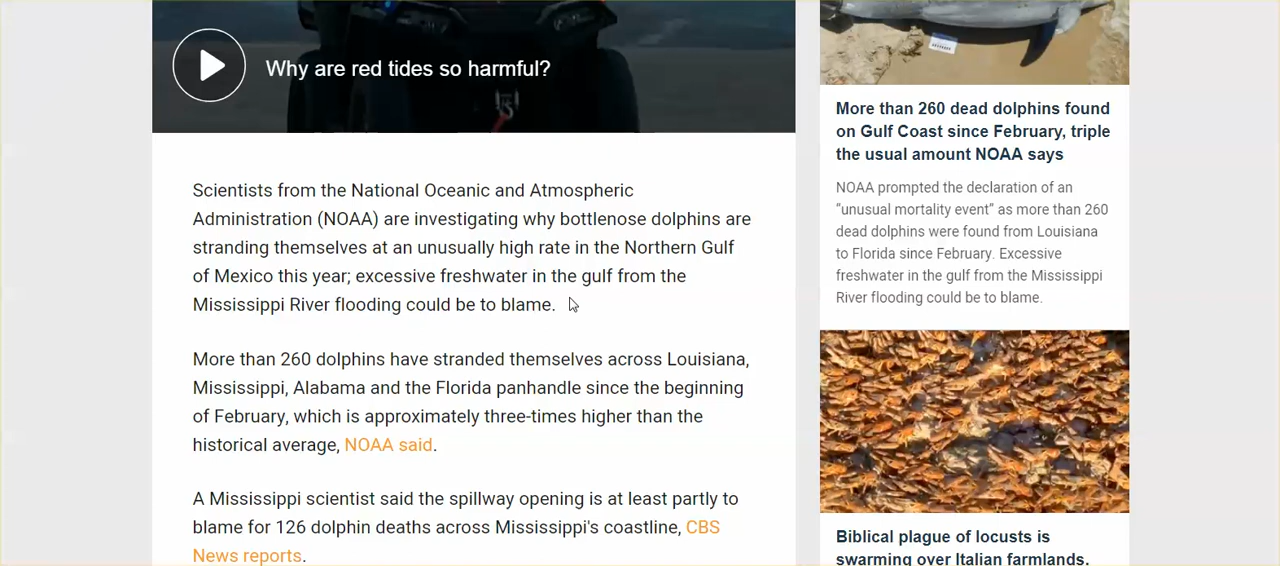 Why are red tides so harmful?
Scientists from the National Oceanic and Atmospheric
Administration (NOAA) are investigating why bottlenose dolphins are
stranding themselves at an unusually high rate in the Northern Gulf
of Mexico this year; excessive freshwater in the gulf from the
Mississippi River flooding could be to blame.
More than 260 dolphins have stranded themselves across Louisiana,
Mississippi, Alabama and the Florida panhandle since the beginning
of February, which is approximately three-times higher than the
historical average, NOAA said.
A Mississippi scientist said the spillway opening is at least partly to
blame for 126 dolphin deaths across Mississippi's coastline, CBS
News reports.
More than 260 dead dolphins found
on Gulf Coast since February, triple
the usual amount NOAA says
NOAA prompted the declaration of an
“unusual mortality event” as more than 260
dead dolphins were found from Louisiana
to Florida since February. Excessive
freshwater in the gulf from the Mississippi
River flooding could be to blame.
Biblical plague of locusts is
swarming over Italian farmlands.